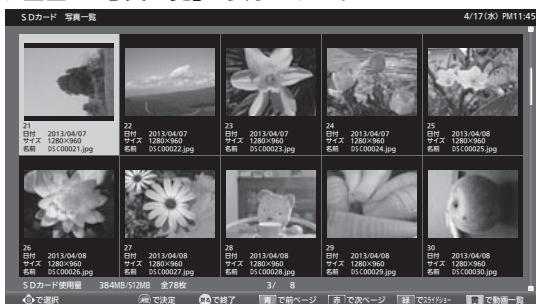 SDカード 写真一覧 4/17(水) PM11:45
21
日付 2013/04/07
サイズ 1280×960
名前 DSC00021.jpg
22
日付 2013/04/07
サイズ 1280×960
名前 DSC00022.jpg
23
日付 2013/04/07
サイズ 1280×960
名前 DSC00023.jpg
24
日付 2013/04/07
サイズ 1280×960
名前 DSC00024.jpg
25
日付 2013/04/08
サイズ 1280×960
名前 DSC00025.jpg
26
日付 2013/04/08
サイズ 1280×960
名前 DSC00026.jpg
27
日付 2013/04/08
サイズ 1280×960
名前 DSC00027.jpg
28
日付 2013/04/08
サイズ 1280×960
名前 DSC00028.jpg
29
日付 2013/04/08
サイズ 1280×960
名前 DSC00029.jpg
30
日付 2013/04/08
サイズ 1280×960
名前 DSC00030.jpg
SDカード使用量 384MB/512MB 全78枚 3/ 8
で選択 決定 で決定 戻る で終了 青 で前ページ 赤 で次ページ 緑 でスライドショー 黄 で動画一覧